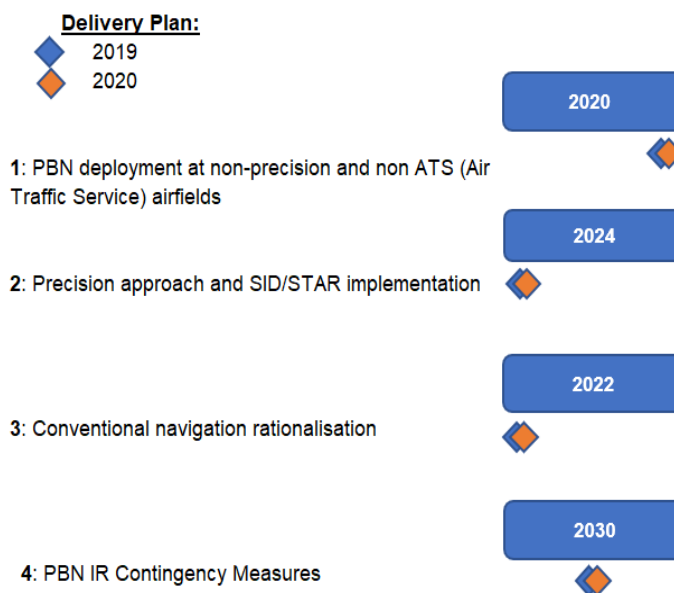 Delivery Plan:
2019
2020
2020
1: PBN deployment at non-precision and non ATS (Air
Traffic Service) airfields
2024
2: Precision approach and SID/STAR implementation
2022
3: Conventional navigation rationalisation
2030
4: PBN IR Contingency Measures